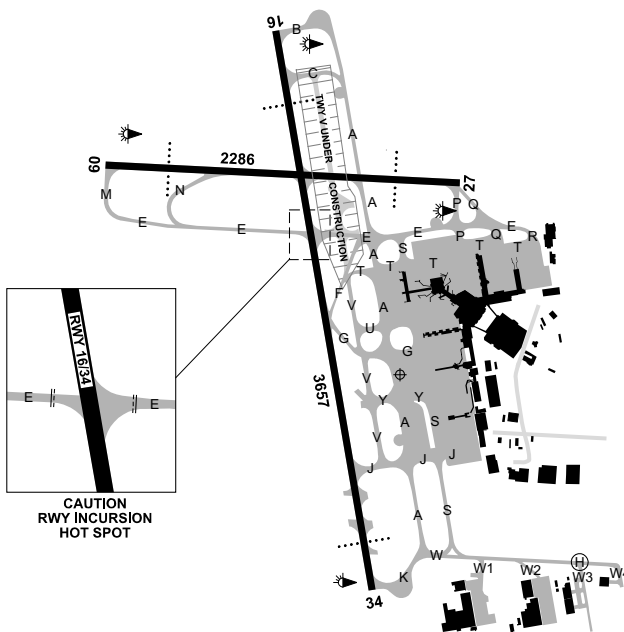 16
B
C
TWY V UNDER
CONSTRUCTION
A
09
2286
27
M
N
A
P
Q
E
E
E
S
E
P
Q
E
R
A
T
T
T
T
T
F
V
A
U
G
G
3657
V
Y
Y
A
S
V
J
J
J
A
S
W
K
34
W1
W2
H
W3
RWY 16/34
E
E
CAUTION
RWY INCURSION
HOT SPOT